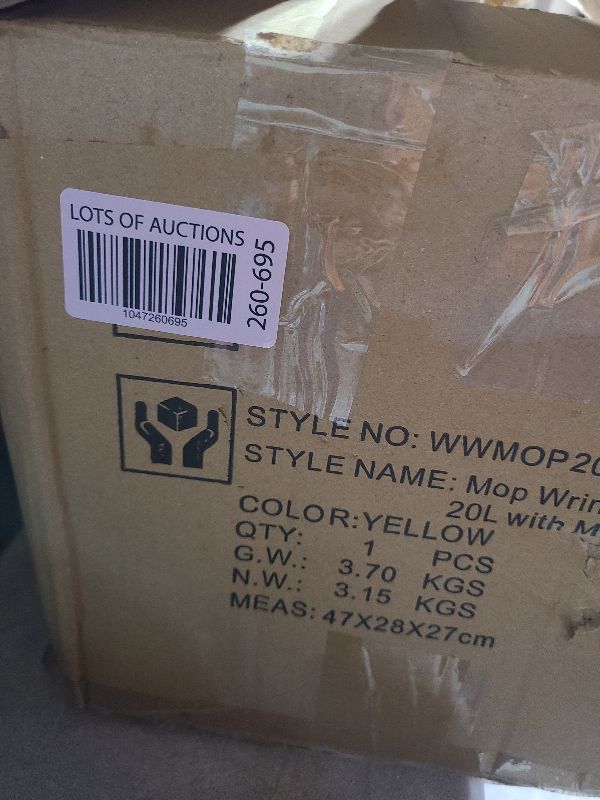 LOTS OF AUCTIONS
1047260695
260-695
STYLE NO: WWMOP20
STYLE NAME: Mop Wrin
20L with M
COLOR:YELLOW
QTY: 1 PCS
G.W.: 3.70 KGS
N.W.: 3.15 KGS
MEAS: 47X28X27cm